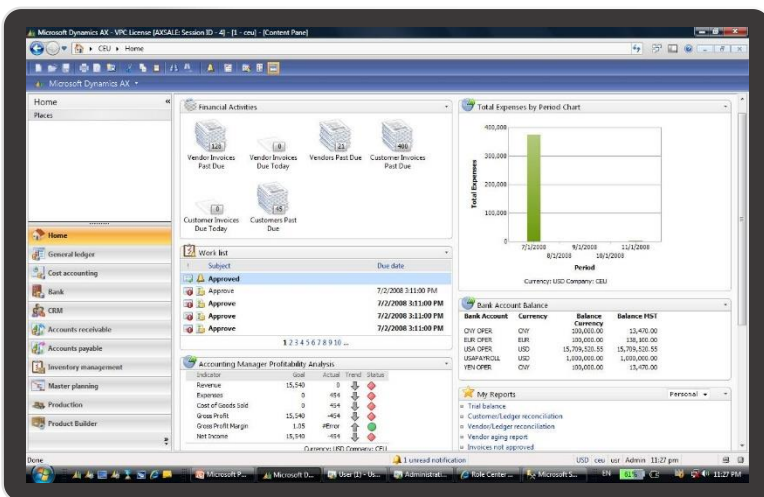 Microsoft Dynamics AX - VPC License [AXSALE: Session ID - 4] - [1 - ceu] - [Content Pane]
CEU
Home
Microsoft Dynamics AX
Home
Places
Home
General ledger
Cost accounting
Bank
CRM
Accounts receivable
Accounts payable
Inventory management
Master planning
Production
Product Builder
Financial Activities
128
0
21
400
Vendor Invoices Past Due
Vendor Invoices Due Today
Vendors Past Due
Customer Invoices Past Due
0
45
Customer Invoices Due Today
Customers Past Due
Work list
! Subject Due date
Approved
Approve 7/2/2008 3:11:00 PM
Approve 7/2/2008 3:11:00 PM
Approve 7/2/2008 3:11:00 PM
Approve 7/2/2008 3:11:00 PM
1 2 3 4 5 6 7 8 9 10 ...
Accounting Manager Profitability Analysis
Indicator Goal Actual Trend Status
Revenue 15,540 0
Expenses 0 454
Cost of Goods Sold 0 454
Gross Profit 15,540 -454
Gross Profit Margin 1.05 #Error
Net Income 15,540 -454
Currency: USD Company: CEU
Total Expenses by Period Chart
Total Expenses
400,000
300,000
200,000
100,000
0
7/1/2008 9/1/2008 11/1/2008
8/1/2008 10/1/2008
Period
Currency: USD Company: CEU
Bank Account Balance
Bank Account Currency Balance Currency Balance MST
CNY OPER CNY 100,000.00 13,470.00
EUR OPER EUR 100,000.00 138,100.00
USA OPER USD 15,709,520.55 15,709,520.55
USAPAYROLL USD 1,000,000.00 1,000,000.00
YEN OPER CNY 100,000.00 13,470.00
My Reports Personal
Trial balance
Customer/Ledger reconciliation
Vendor/Ledger reconciliation
Vendor aging report
Invoices not approved
Done
1 unread notification
USD ceu usr Admin 11:27 pm
Microsoft P...
Microsoft D...
User (1) - Us...
Administrati...
Role Center ...
Microsoft S...
EN
61%
11:27 PM